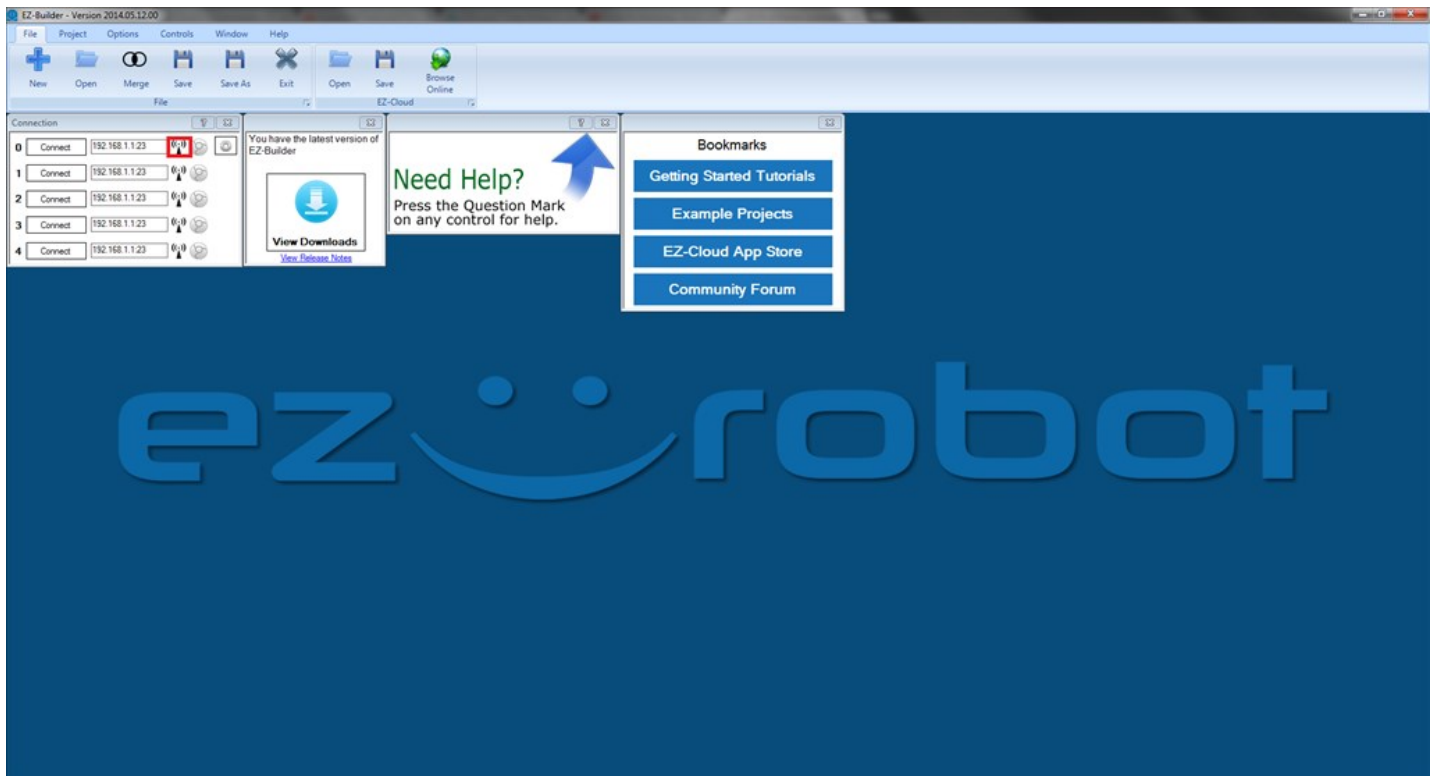 EZ-Builder - Version 2014.05.12.00
File Project Options Controls Window Help
New Open Merge Save Save As Exit Open Save Browse Online
File EZ-Cloud
Connection
0 Connect 192.168.1.1:23
1 Connect 192.168.1.1:23
2 Connect 192.168.1.1:23
3 Connect 192.168.1.1:23
4 Connect 192.168.1.1:23
You have the latest version of
EZ-Builder
View Downloads
View Release Notes
Need Help?
Press the Question Mark
on any control for help.
Bookmarks
Getting Started Tutorials
Example Projects
EZ-Cloud App Store
Community Forum
ez robot